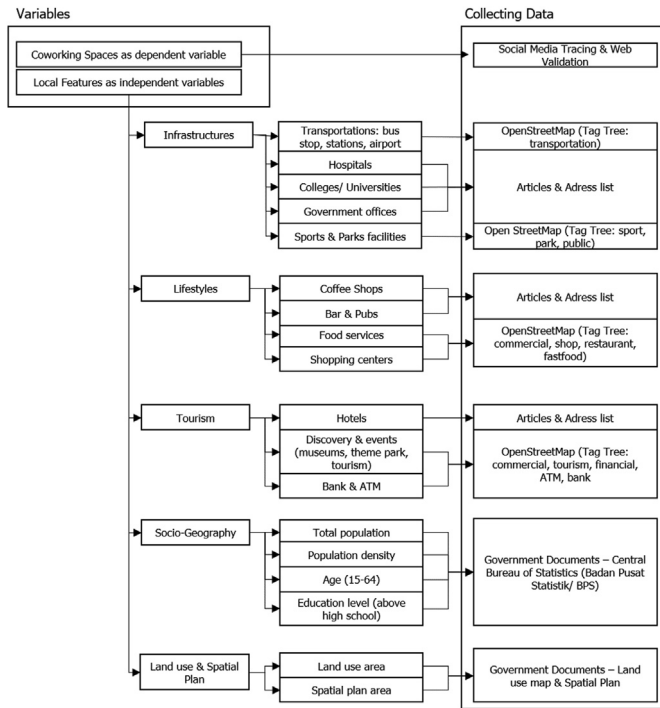 Variables
Collecting Data
Coworking Spaces as dependent variable
Local Features as independent variables
Social Media Tracing & Web
Validation
Infrastructures
Transportations: bus
stop, stations, airport
Hospitals
Colleges/ Universities
Government offices
Sports & Parks facilities
OpenStreetMap (Tag Tree:
transportation)
Articles & Adress list
Open StreetMap (Tag Tree: sport,
park, public)
Lifestyles
Coffee Shops
Bar & Pubs
Food services
Shopping centers
Articles & Adress list
OpenStreetMap (Tag Tree:
commercial, shop, restaurant,
fastfood)
Tourism
Hotels
Discovery & events
(museums, theme park,
tourism)
Bank & ATM
Articles & Adress list
OpenStreetMap (Tag Tree:
commercial, tourism, financial,
ATM, bank
Socio-Geography
Total population
Population density
Age (15-64)
Education level (above
high school)
Government Documents – Central
Bureau of Statistics (Badan Pusat
Statistik/ BPS)
Land use & Spatial
Plan
Land use area
Spatial plan area
Government Documents – Land
use map & Spatial Plan